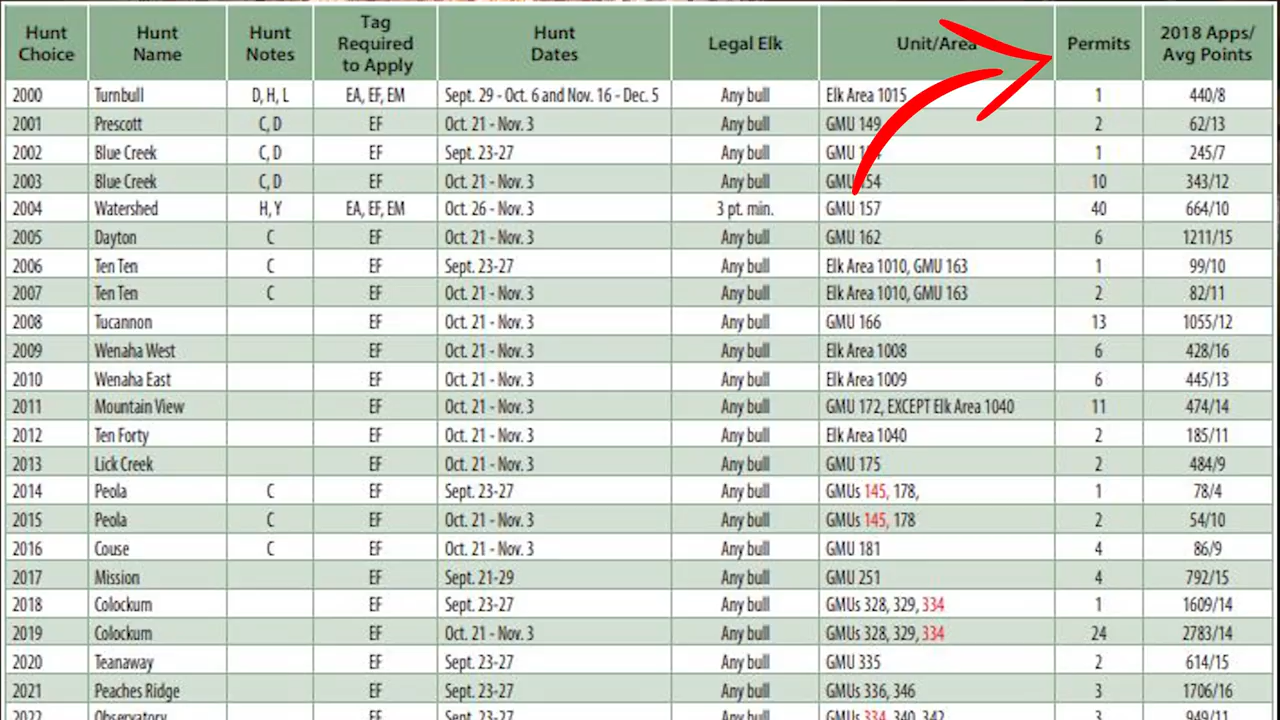 Hunt Choice Hunt Name Hunt Notes Tag Required to Apply Hunt Dates Legal Elk Unit/Area Permits 2018 Apps/ Avg Points
2000 Turnbull D, H, L EA, EF, EM Sept. 29 - Oct. 6 and Nov. 16 - Dec. 5 Any bull Elk Area 1015 1 440/8
2001 Prescott C, D EF Oct. 21 - Nov. 3 Any bull GMU 149 2 62/13
2002 Blue Creek C, D EF Sept. 23-27 Any bull GMU 1 245/7
2003 Blue Creek C, D EF Oct. 21 - Nov. 3 Any bull GMU 154 10 343/12
2004 Watershed H, Y EA, EF, EM Oct. 26 - Nov. 3 3 pt. min. GMU 157 40 664/10
2005 Dayton C EF Oct. 21 - Nov. 3 Any bull GMU 162 6 1211/15
2006 Ten Ten C EF Sept. 23-27 Any bull Elk Area 1010, GMU 163 1 99/10
2007 Ten Ten C EF Oct. 21 - Nov. 3 Any bull Elk Area 1010, GMU 163 2 82/11
2008 Tucannon EF Oct. 21 - Nov. 3 Any bull GMU 166 13 1055/12
2009 Wenaha West EF Oct. 21 - Nov. 3 Any bull Elk Area 1008 6 428/16
2010 Wenaha East EF Oct. 21 - Nov. 3 Any bull Elk Area 1009 6 445/13
2011 Mountain View EF Oct. 21 - Nov. 3 Any bull GMU 172, EXCEPT Elk Area 1040 11 474/14
2012 Ten Forty EF Oct. 21 - Nov. 3 Any bull Elk Area 1040 2 185/11
2013 Lick Creek EF Oct. 21 - Nov. 3 Any bull GMU 175 2 484/9
2014 Peola C EF Sept. 23-27 Any bull GMUs 145, 178, 1 78/4
2015 Peola C EF Oct. 21 - Nov. 3 Any bull GMUs 145, 178 2 54/10
2016 Couse C EF Oct. 21 - Nov. 3 Any bull GMU 181 4 86/9
2017 Mission EF Sept. 21-29 Any bull GMU 251 4 792/15
2018 Colockum EF Sept. 23-27 Any bull GMUs 328, 329, 334 1 1609/14
2019 Colockum EF Oct. 21 - Nov. 3 Any bull GMUs 328, 329, 334 24 2783/14
2020 Teanaway EF Sept. 23-27 Any bull GMU 335 2 614/15
2021 Peaches Ridge EF Sept. 23-27 Any bull GMUs 336, 346 3 1706/16
2022 Observatory EF Sept. 23-27 Any bull GMUs 334, 340, 342 3 949/11